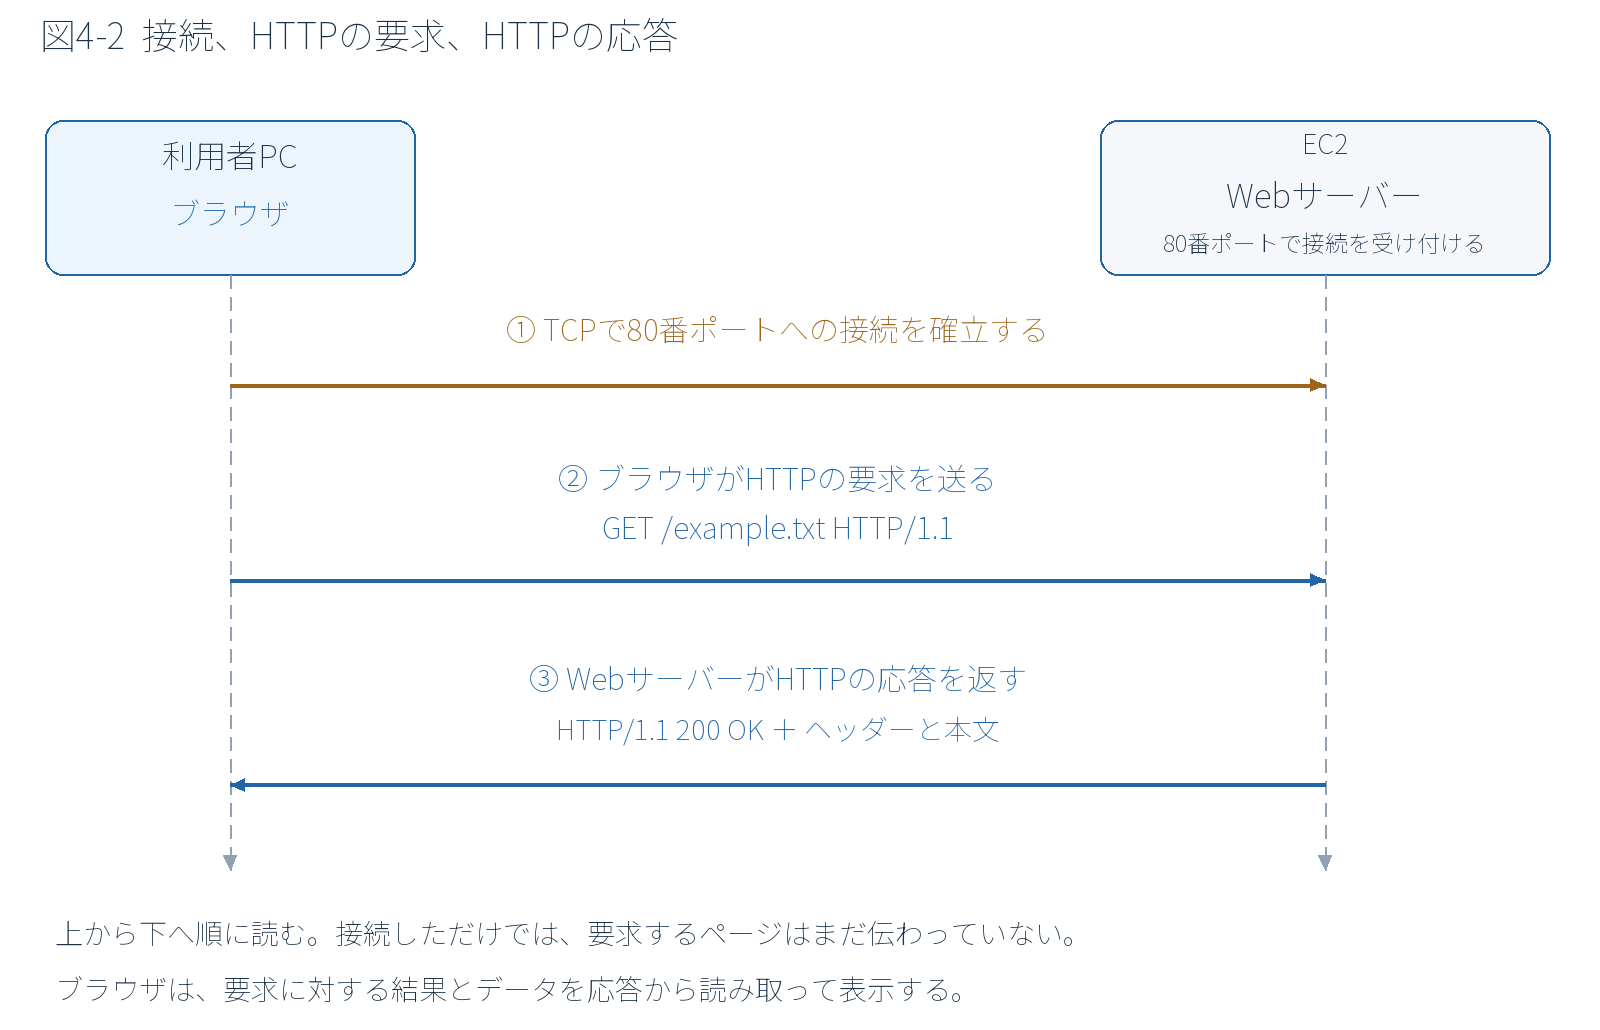 図4-2 接続、HTTPの要求、HTTPの応答
利用者PC
ブラウザ
EC2
Webサーバー
80番ポートで接続を受け付ける
① TCPで80番ポートへの接続を確立する
② ブラウザがHTTPの要求を送る
GET /example.txt HTTP/1.1
③ WebサーバーがHTTPの応答を返す
HTTP/1.1 200 OK + ヘッダーと本文
上から下へ順に読む。接続しただけでは、要求するページはまだ伝わっていない。
ブラウザは、要求に対する結果とデータを応答から読み取って表示する。